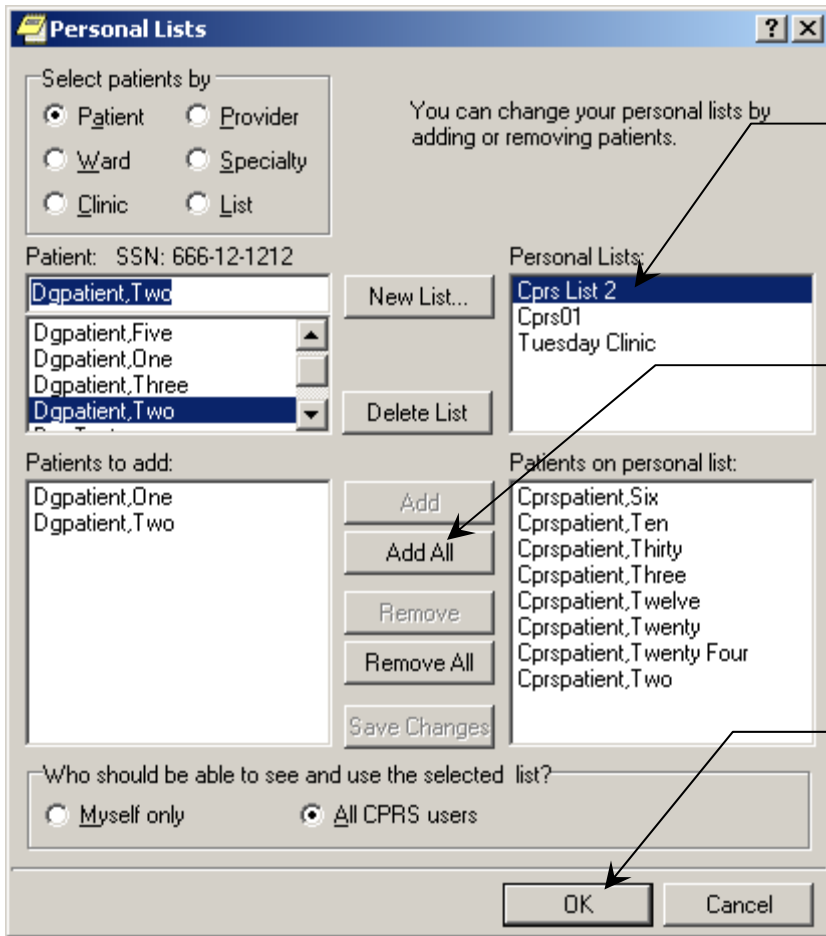 Personal Lists
Select patients by
Patient
Provider
Ward
Specialty
Clinic
List
You can change your personal lists by
adding or removing patients.
Patient: SSN: 666-12-1212
Dgpatient,Two
Dgpatient,Five
Dgpatient,One
Dgpatient,Three
Dgpatient,Two
New List...
Delete List
Personal Lists:
Cprs List 2
Cprs01
Tuesday Clinic
Patients to add:
Dgpatient,One
Dgpatient,Two
Add
Add All
Remove
Remove All
Save Changes
Patients on personal list:
Cprspatient,Six
Cprspatient,Ten
Cprspatient,Thirty
Cprspatient,Three
Cprspatient,Twelve
Cprspatient,Twenty
Cprspatient,Twenty Four
Cprspatient,Two
Who should be able to see and use the selected list?
Myself only
All CPRS users
OK
Cancel